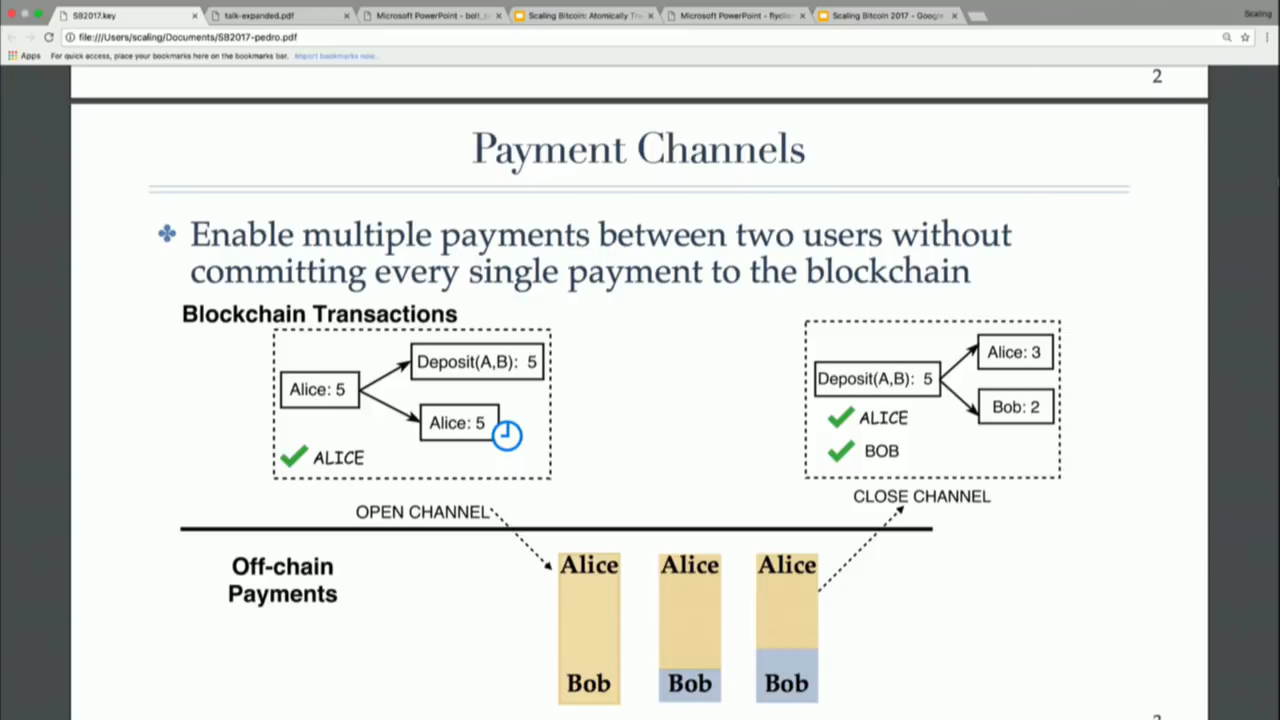 SB2017.key
talk-expanded.pdf
Microsoft PowerPoint - bolt_s
Scaling Bitcoin: Atomically Tr
Microsoft PowerPoint - flyclien
Scaling Bitcoin 2017 - Google
Scaling
file:///Users/scaling/Documents/SB2017-pedro.pdf
Apps
For quick access, place your bookmarks here on the bookmarks bar. Import bookmarks now...
2
Payment Channels
Enable multiple payments between two users without
committing every single payment to the blockchain
Blockchain Transactions
Alice: 5
Deposit(A,B): 5
Alice: 5
ALICE
Deposit(A,B): 5
Alice: 3
Bob: 2
ALICE
BOB
OPEN CHANNEL
CLOSE CHANNEL
Off-chain
Payments
Alice
Bob
Alice
Bob
Alice
Bob